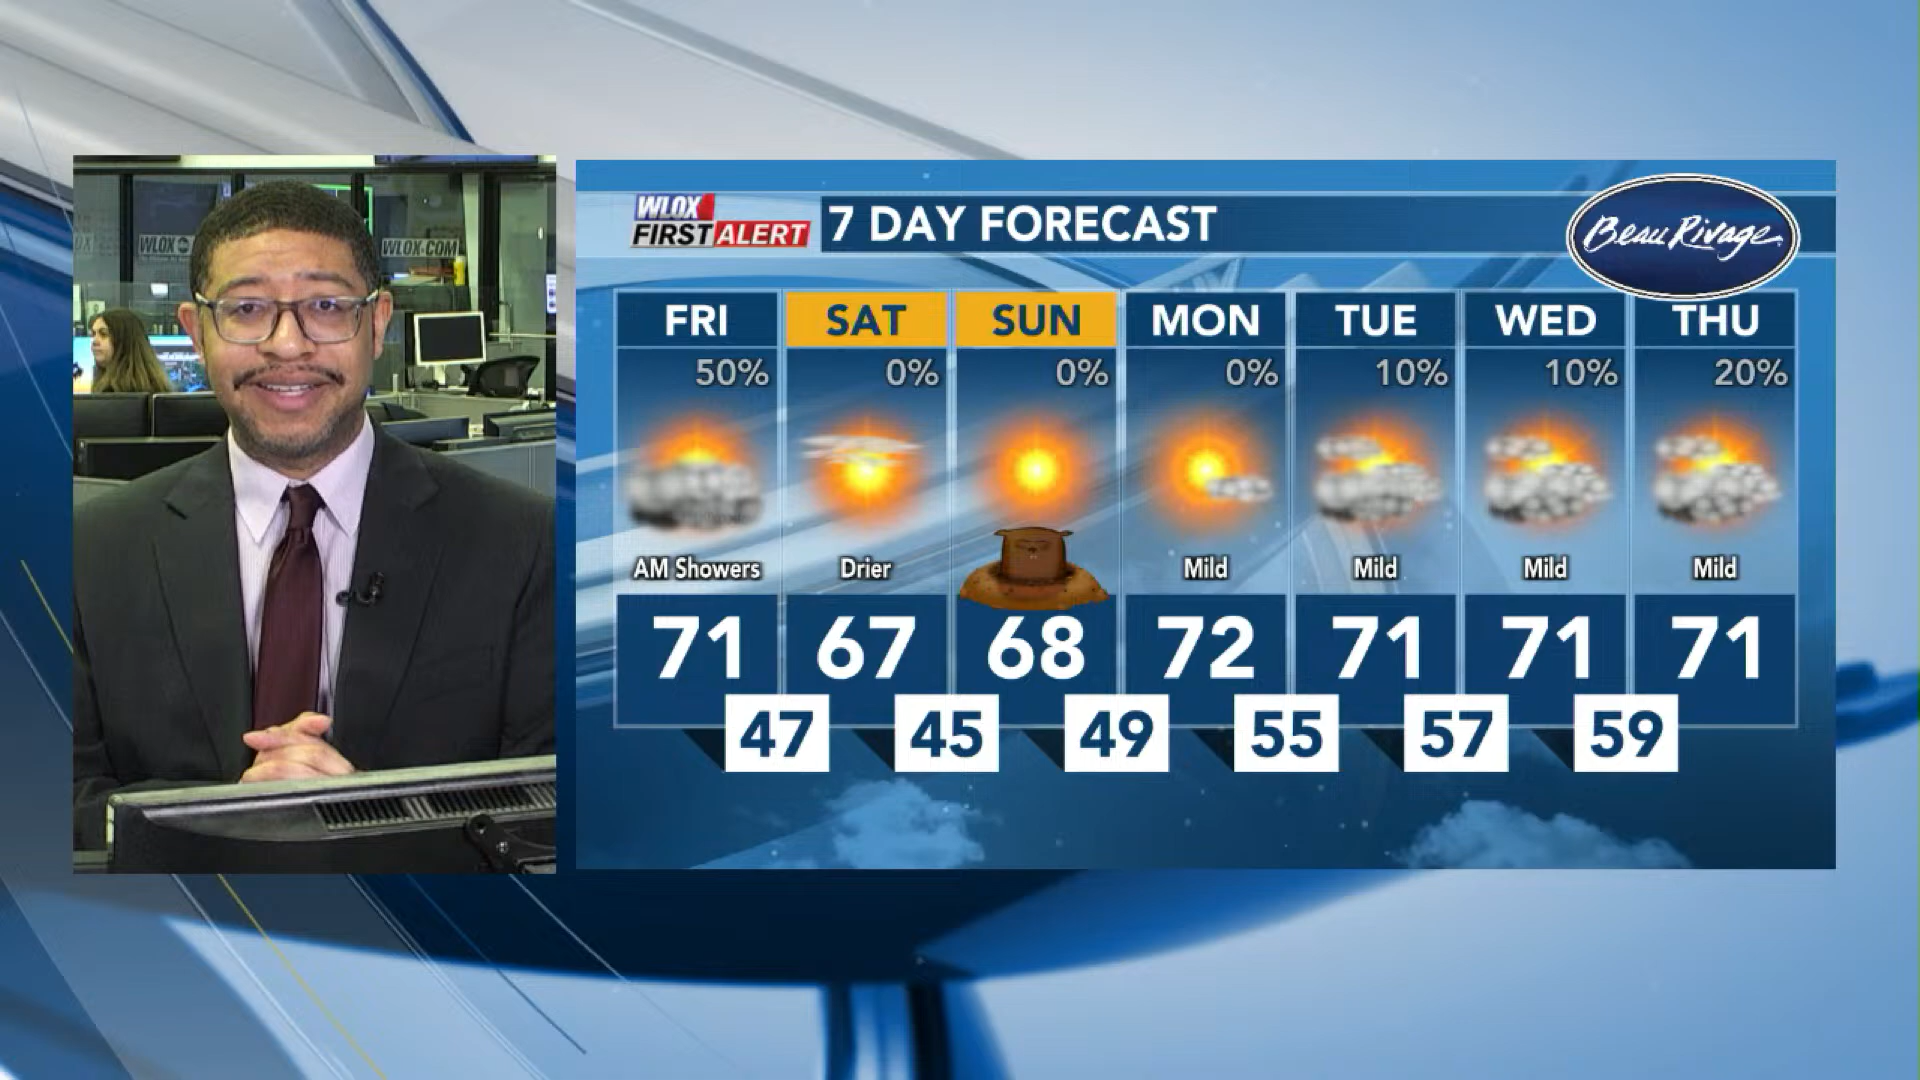 WLOX
FIRST ALERT
7 DAY FORECAST
Beau Rivage
FRI SAT SUN MON TUE WED THU
50% 0% 0% 0% 10% 10% 20%
AM Showers Drier Mild Mild Mild Mild
71 67 68 72 71 71 71
47 45 49 55 57 59
WLOX
WLOX.COM